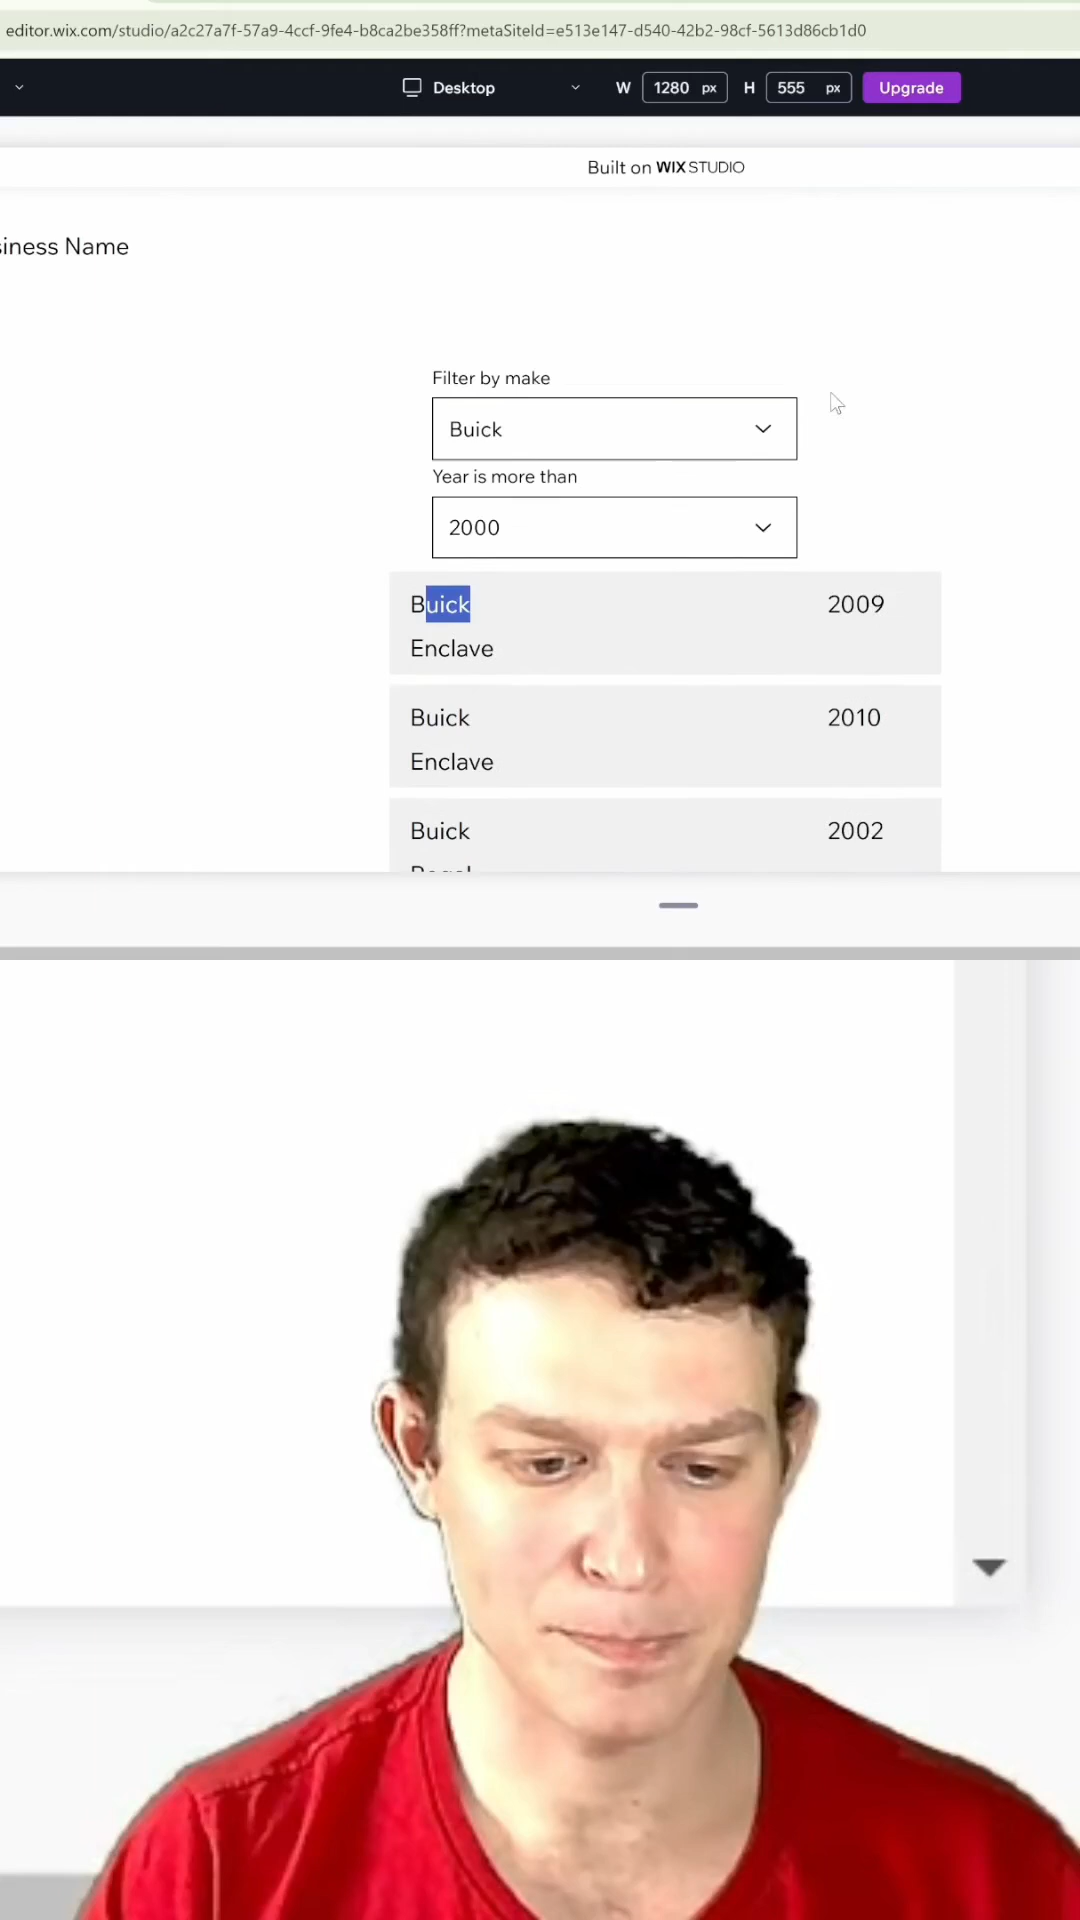 editor.wix.com/studio/a2c27a7f-57a9-4ccf-9fe4-b8ca2be358ff?metaSiteId=e513e147-d540-42b2-98cf-5613d86cb1d0
Desktop W 1280 px H 555 px Upgrade
Built on WIX STUDIO
siness Name
Filter by make
Buick
Year is more than
2000
Buick 2009
Enclave
Buick 2010
Enclave
Buick 2002